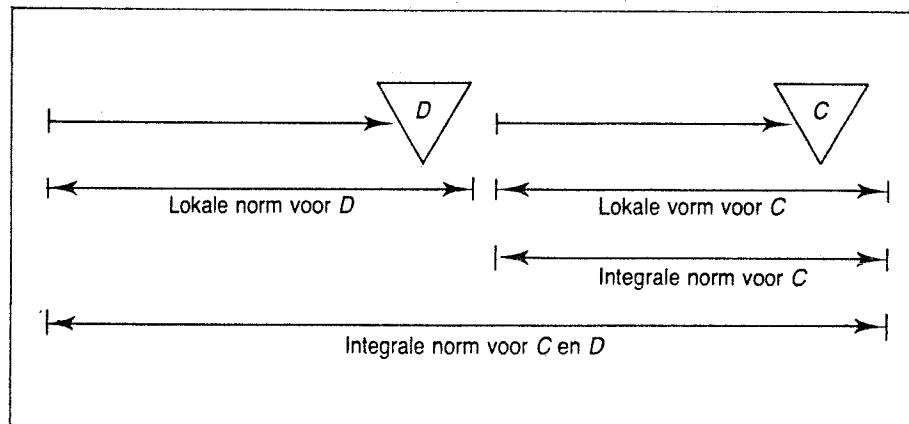 D
C
Lokale norm voor D
Lokale vorm voor C
Integrale norm voor C
Integrale norm voor C en D